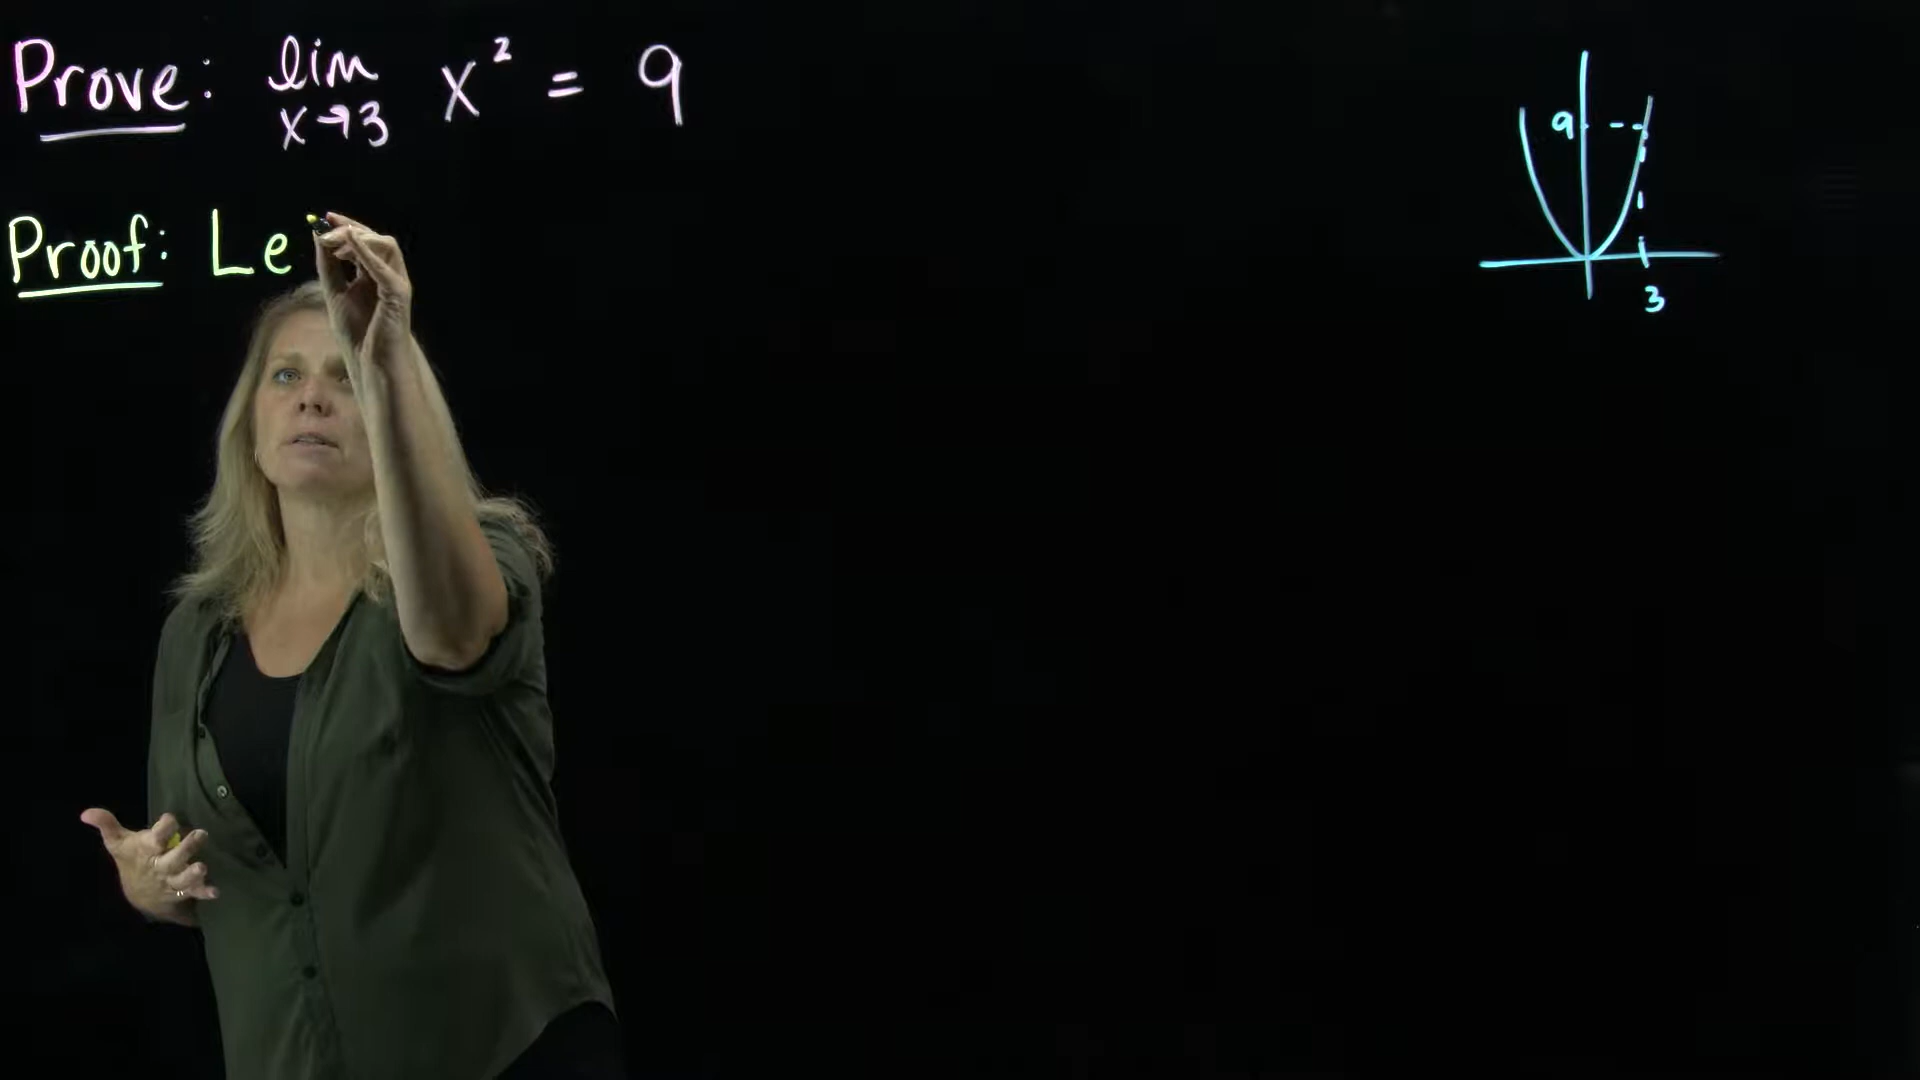 Prove: lim x² = 9
x→3
Proof: Le
9
3